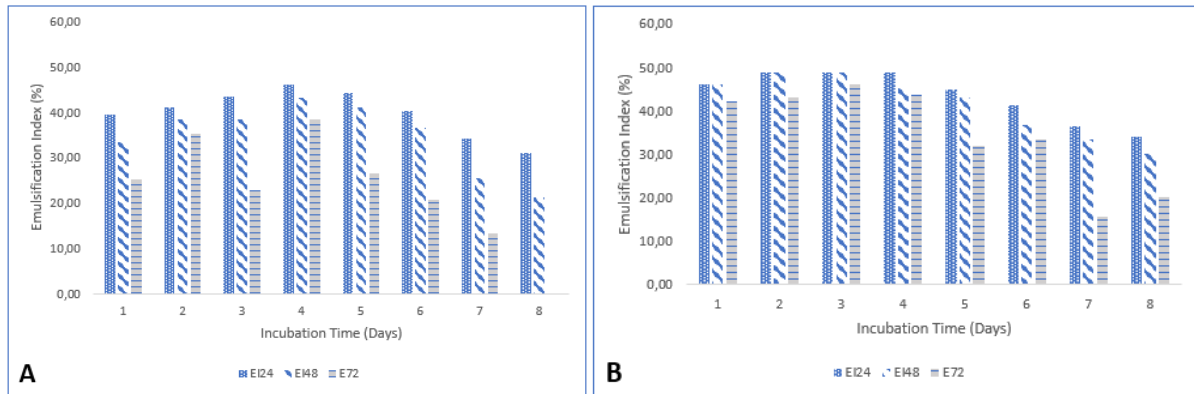 60,00
50,00
40,00
30,00
20,00
10,00
0,00
Emulsification Index (%)
1 2 3 4 5 6 7 8
Incubation Time (Days)
A
EI24 EI48 E72
60,00
50,00
40,00
30,00
20,00
10,00
0,00
Emulsification Index (%)
1 2 3 4 5 6 7 8
Incubation Time (Days)
B
EI24 EI48 E72